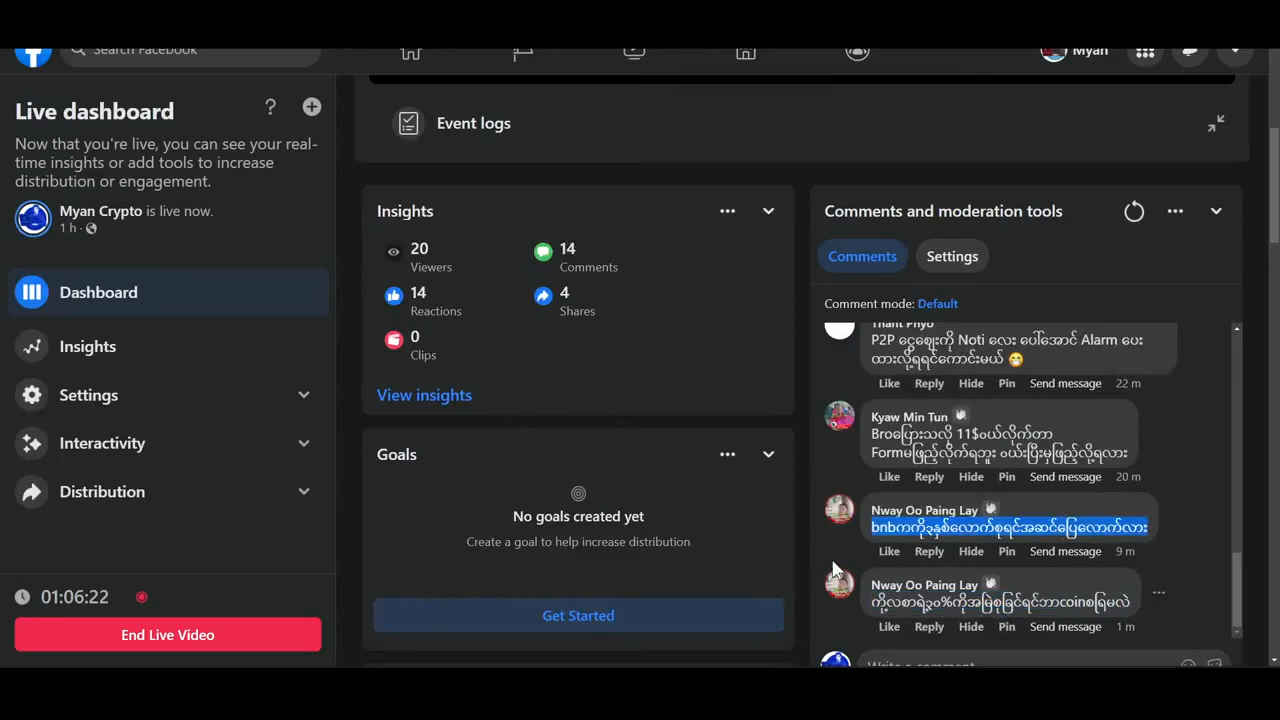 Search Facebook
Myan
Live dashboard
Now that you're live, you can see your real-
time insights or add tools to increase
distribution or engagement.
Myan Crypto is live now.
1 h ·
Dashboard
Insights
Settings
Interactivity
Distribution
01:06:22
End Live Video
Event logs
Insights
20
Viewers
14
Comments
14
Reactions
4
Shares
0
Clips
View insights
Goals
No goals created yet
Create a goal to help increase distribution
Get Started
Comments and moderation tools
Comments Settings
Comment mode: Default
Thant Phyo
P2P ငွေဈေးကို Noti လေး ပေါ်အောင် Alarm ပေး
ထားလို့ရရင်ကောင်းမယ် 😁
Like Reply Hide Pin Send message 22 m
Kyaw Min Tun
Broပြောသလို 11$ဝယ်လိုက်တာ
Formမဖြည့်လိုက်ရဘူး ဝယ်ပြီးမှဖြည့်လို့ရလား
Like Reply Hide Pin Send message 20 m
Nway Oo Paing Lay
bnbကကို၃နှစ်လောက်စုရင်အဆင်ပြေလောက်လား
Like Reply Hide Pin Send message 9 m
Nway Oo Paing Lay
ကို့လစာရဲ့၃၀%ကိုအမြဲစုခြင်ရင်ဘာcoinစရမလဲ
Like Reply Hide Pin Send message 1 m
Write a comment